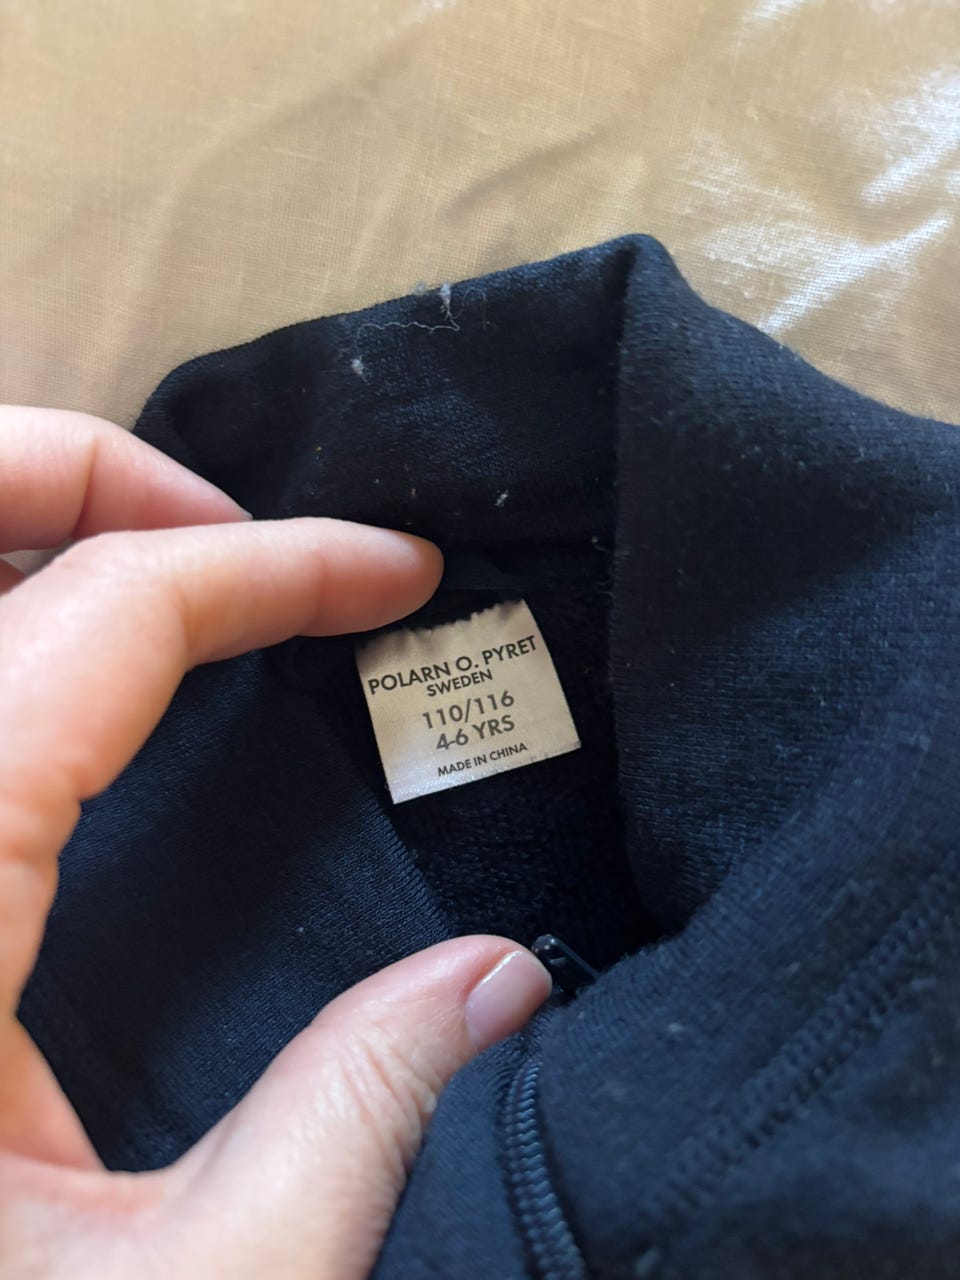 POLARN O. PYRET
SWEDEN
110/116
4-6 YRS
MADE IN CHINA